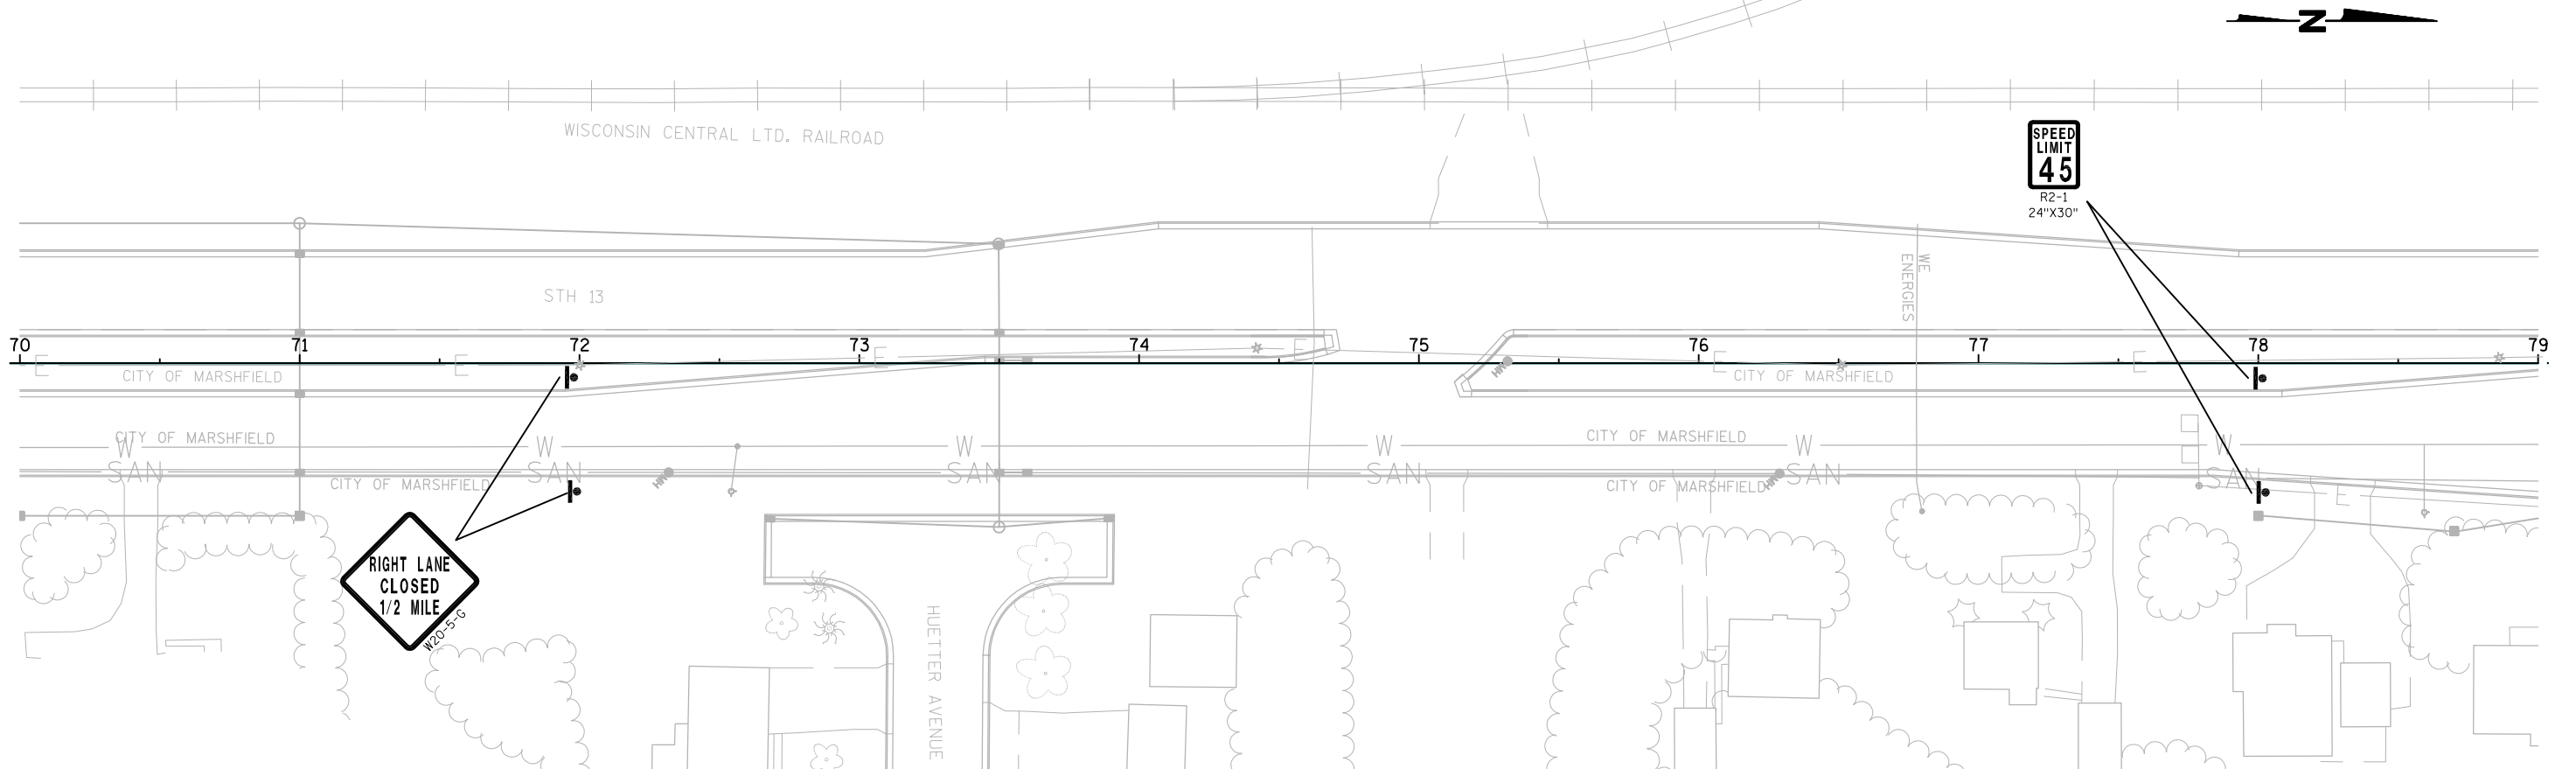 N
WISCONSIN CENTRAL LTD. RAILROAD
SPEED
LIMIT
45
R2-1
24"X30"
WE
ENERGIES
STH 13
70 71 72 73 74 75 76 77 78 79
E E E E E E
CITY OF MARSHFIELD CITY OF MARSHFIELD
HYD HYD HYD
CITY OF MARSHFIELD CITY OF MARSHFIELD
W W W W W W
SAN SAN SAN SAN SAN SAN
CITY OF MARSHFIELD CITY OF MARSHFIELD
E
RIGHT LANE
CLOSED
1/2 MILE
W20-5-G
HUETTER AVENUE